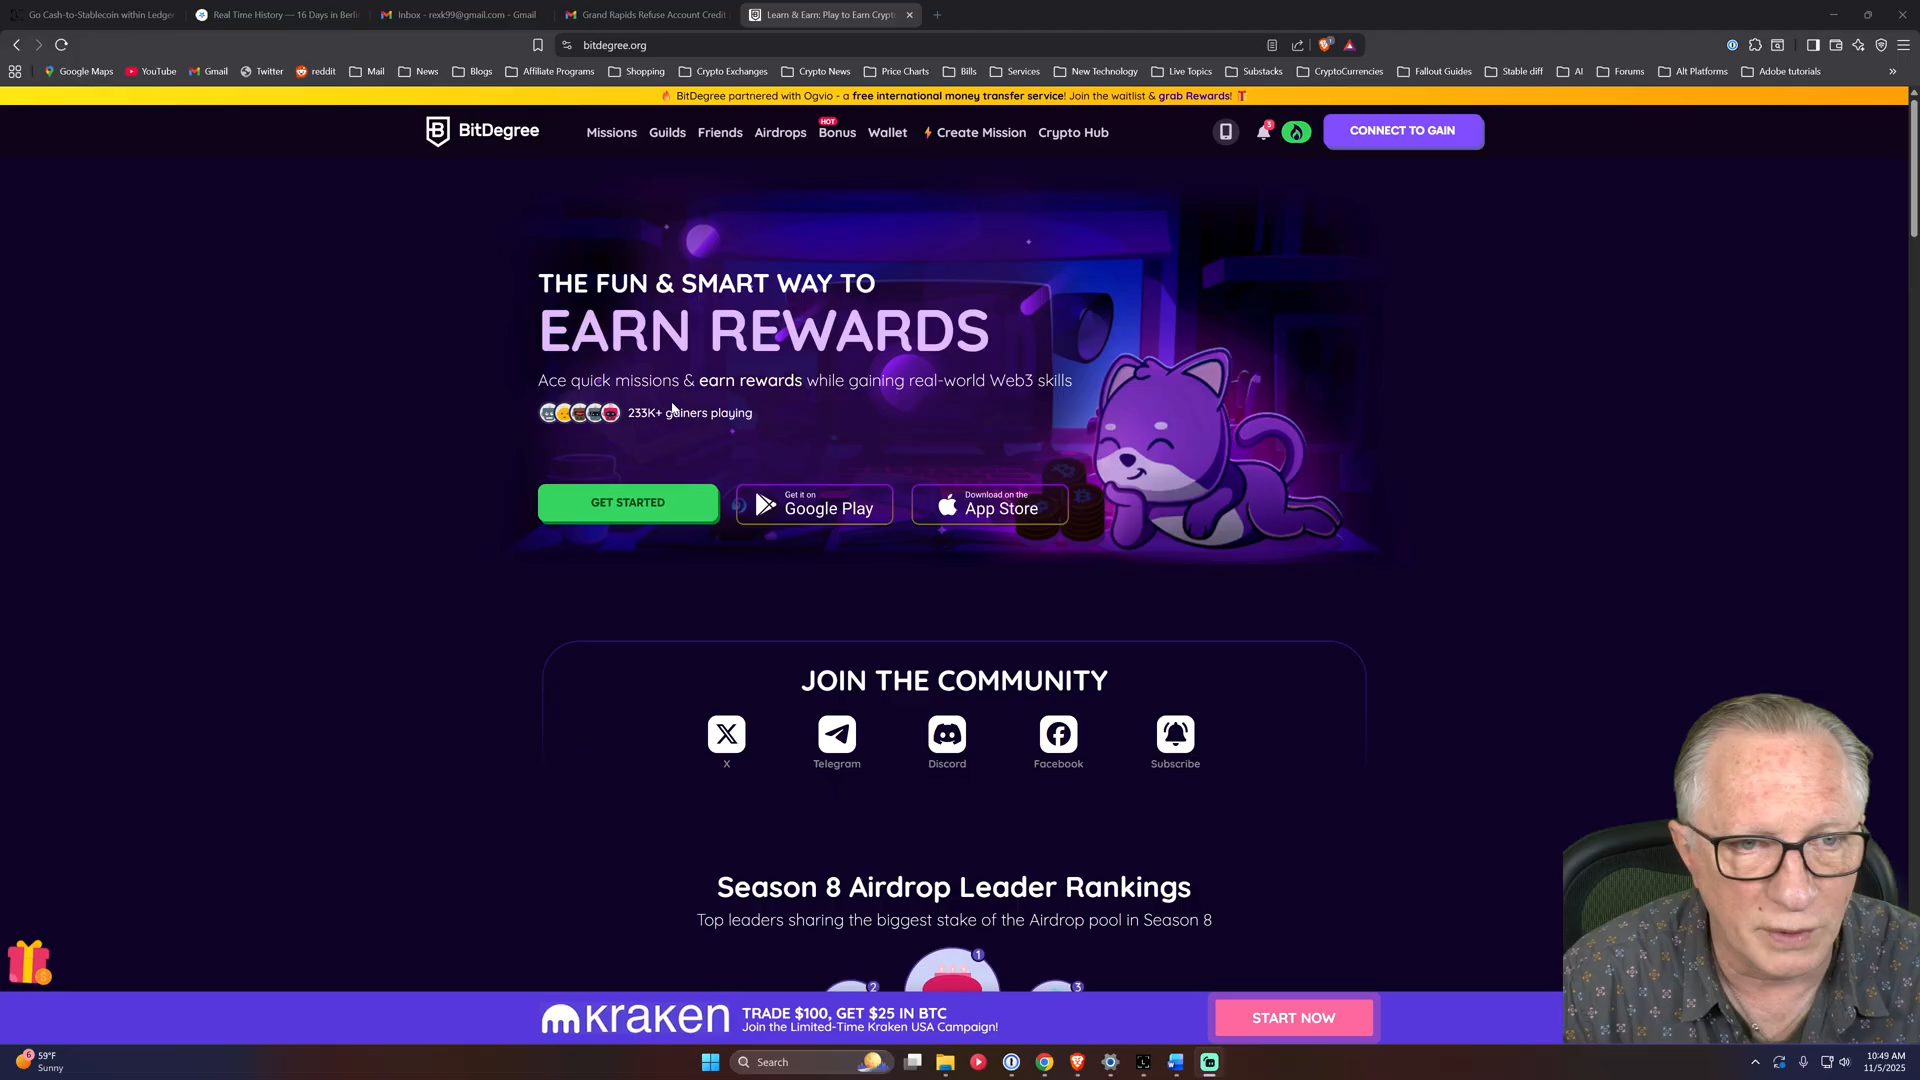 Go Cash-to-Stablecoin within Ledger
Real Time History — 16 Days in Berli
Inbox - rexk99@gmail.com - Gmail
Grand Rapids Refuse Account Credit
Learn & Earn: Play to Earn Crypto
bitdegree.org
Google Maps
YouTube
Gmail
Twitter
reddit
Mail
News
Blogs
Affiliate Programs
Shopping
Crypto Exchanges
Crypto News
Price Charts
Bills
Services
New Technology
Live Topics
Substacks
CryptoCurrencies
Fallout Guides
Stable diff
AI
Forums
Alt Platforms
Adobe tutorials
BitDegree partnered with Ogvio - a free international money transfer service! Join the waitlist & grab Rewards!
BitDegree
Missions
Guilds
Friends
Airdrops
HOT
Bonus
Wallet
Create Mission
Crypto Hub
3
CONNECT TO GAIN
THE FUN & SMART WAY TO
EARN REWARDS
Ace quick missions & earn rewards while gaining real-world Web3 skills
233K+ gainers playing
GET STARTED
Get it on
Google Play
Download on the
App Store
JOIN THE COMMUNITY
X
Telegram
Discord
Facebook
Subscribe
Season 8 Airdrop Leader Rankings
Top leaders sharing the biggest stake of the Airdrop pool in Season 8
1
2
3
kraken
TRADE $100, GET $25 IN BTC
Join the Limited-Time Kraken USA Campaign!
START NOW
6
59°F
Sunny
Search
10:49 AM
11/5/2025